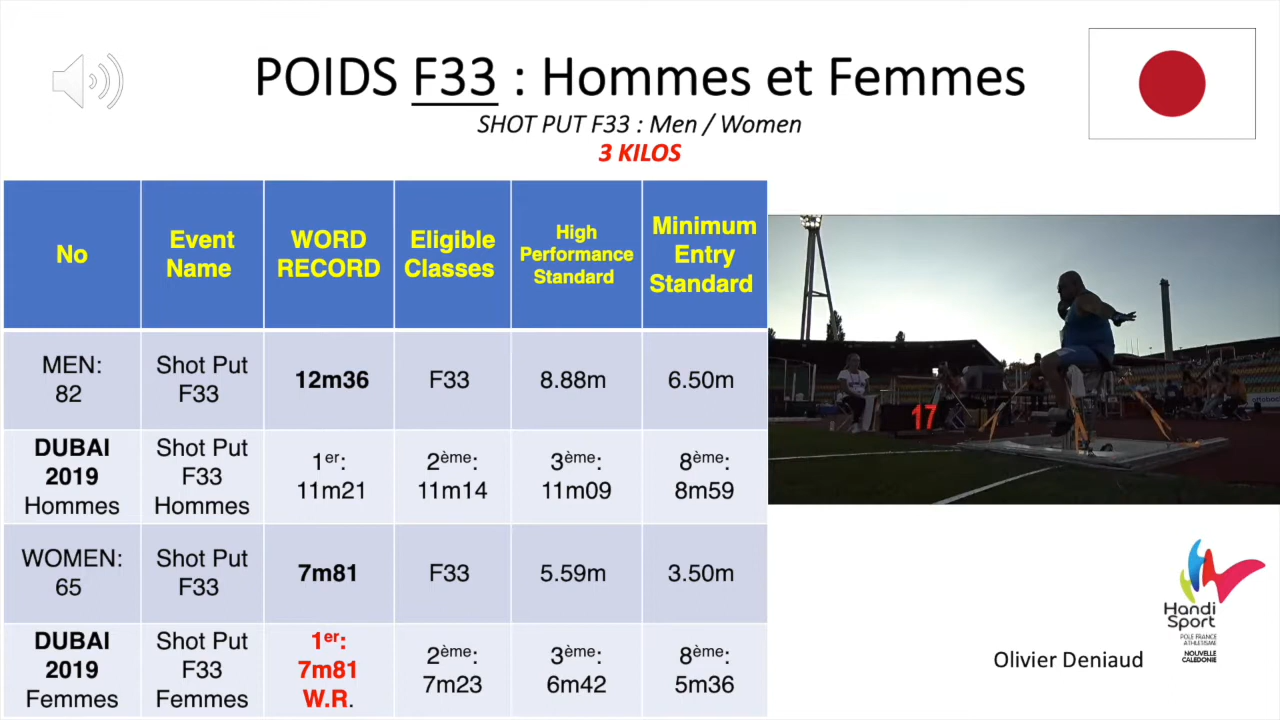 POIDS F33 : Hommes et Femmes
SHOT PUT F33 : Men / Women
3 KILOS
No
Event
Name
WORD
RECORD
Eligible
Classes
High
Performance
Standard
Minimum
Entry
Standard
MEN:
82
Shot Put
F33
12m36
F33
8.88m
6.50m
DUBAI
2019
Hommes
Shot Put
F33
Hommes
1er:
11m21
2ème:
11m14
3ème:
11m09
8ème:
8m59
WOMEN:
65
Shot Put
F33
7m81
F33
5.59m
3.50m
DUBAI
2019
Femmes
Shot Put
F33
Femmes
1er:
7m81
W.R.
2ème:
7m23
3ème:
6m42
8ème:
5m36
17
Handi
Sport
POLE FRANCE
ATHLETISME
NOUVELLE
CALEDONIE
Olivier Deniaud